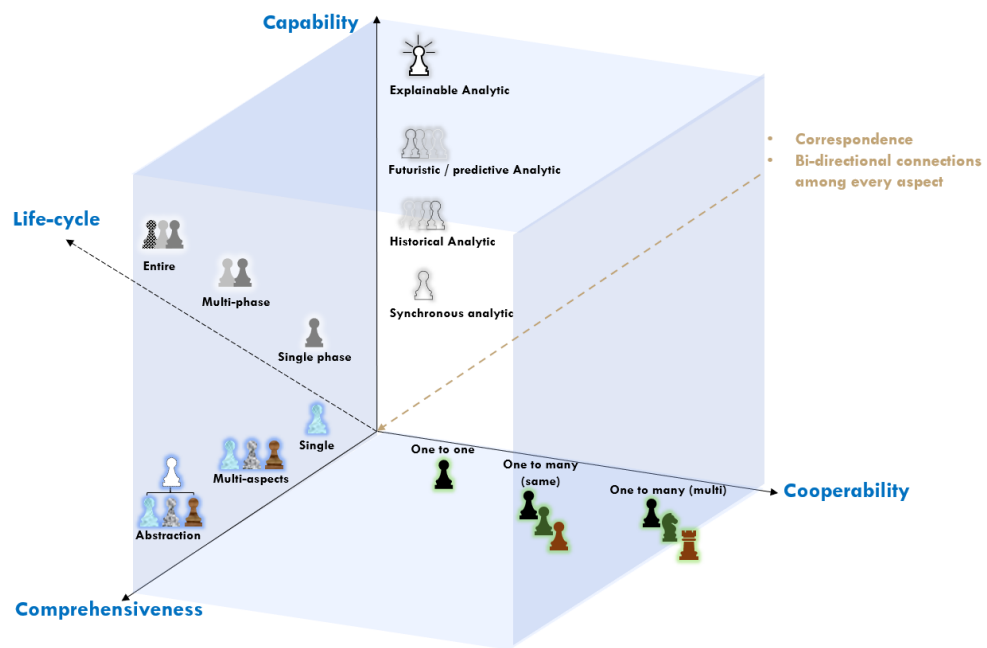 Capability
Explainable Analytic
Futuristic / predictive Analytic
Historical Analytic
Synchronous analytic
• Correspondence
• Bi-directional connections
among every aspect
Life-cycle
Entire
Multi-phase
Single phase
Single
Multi-aspects
Abstraction
Comprehensiveness
One to one
One to many
(same)
One to many (multi)
Cooperability